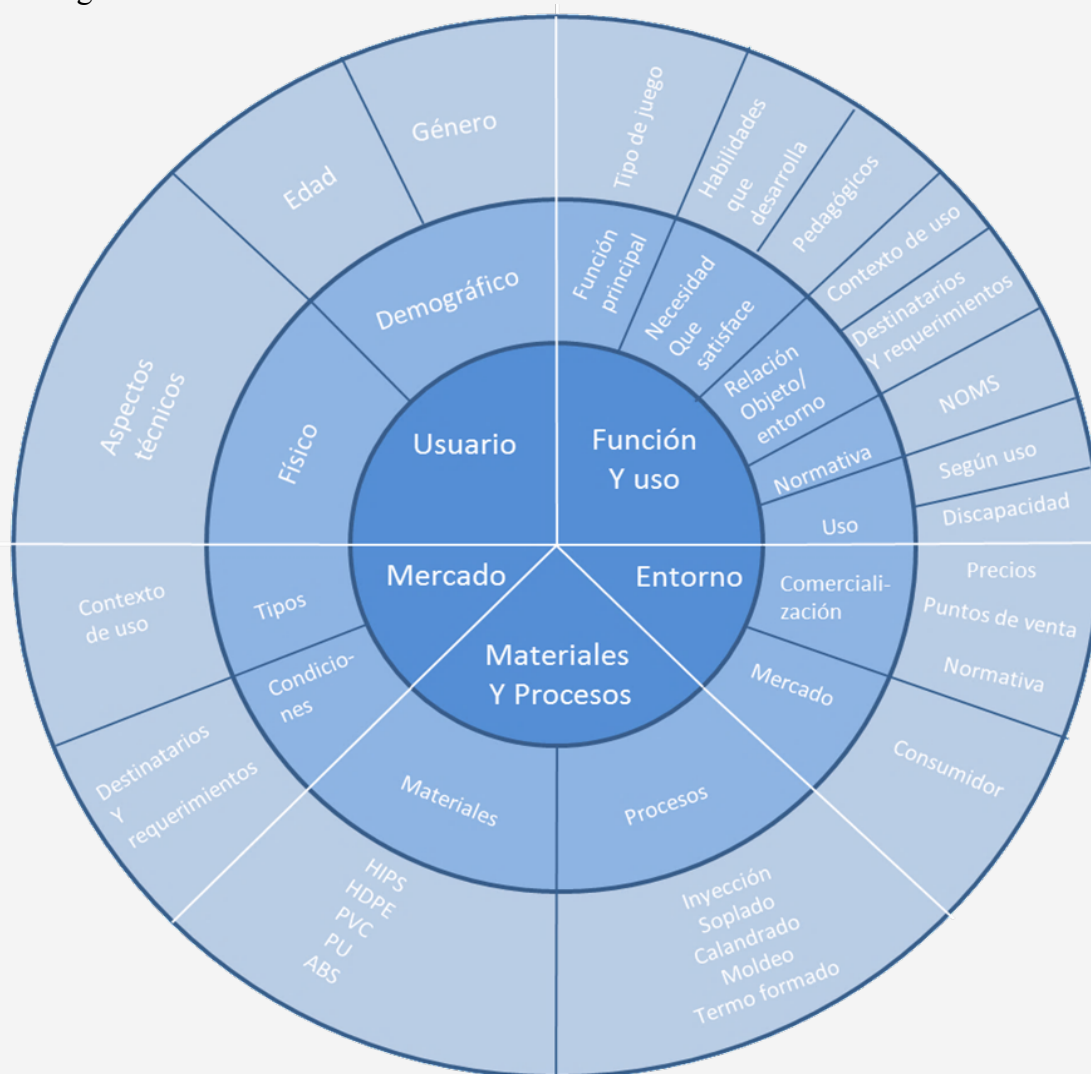 Género
Edad
Aspectos
técnicos
Tipo de juego
Habilidades
que
desarrolla
Pedagógicos
Contexto de uso
Destinatarios
Y requerimientos
NOMS
Según uso
Discapacidad
Demográfico
Físico
Función
principal
Necesidad
Que
satisface
Relación
Objeto/
entorno
Normativa
Uso
Usuario
Función
Y uso
Mercado
Entorno
Materiales
Y Procesos
Tipos
Condicio-
nes
Contexto
de uso
Destinatarios
Y
requerimientos
Comerciali-
zación
Mercado
Precios
Puntos de venta
Normativa
Consumidor
Materiales
Procesos
HIPS
HDPE
PVC
PU
ABS
Inyección
Soplado
Calandrado
Moldeo
Termo formado